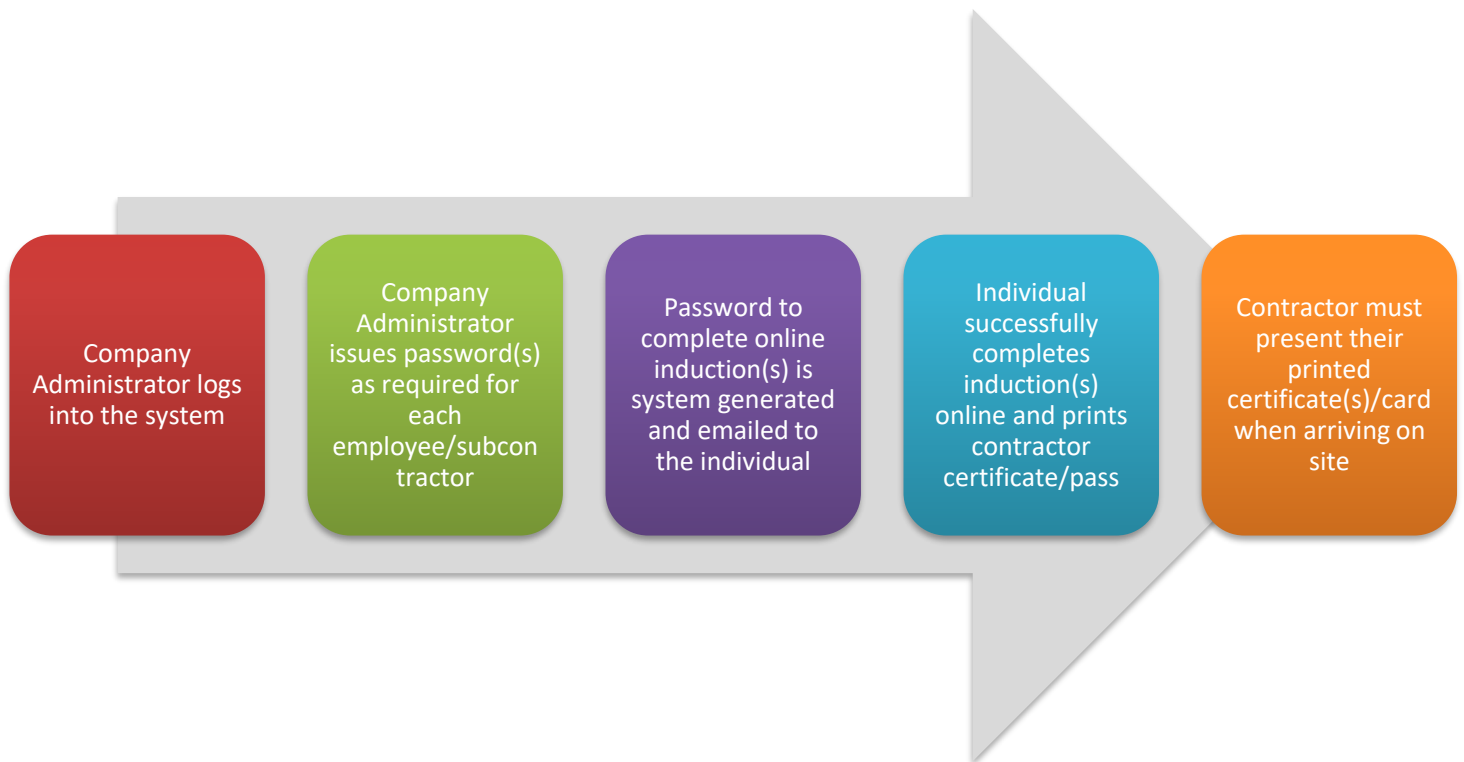 Company
Administrator logs
into the system
Company
Administrator
issues password(s)
as required for
each
employee/subcon
tractor
Password to
complete online
induction(s) is
system generated
and emailed to
the individual
Individual
successfully
completes
induction(s)
online and prints
contractor
certificate/pass
Contractor must
present their
printed
certificate(s)/card
when arriving on
site